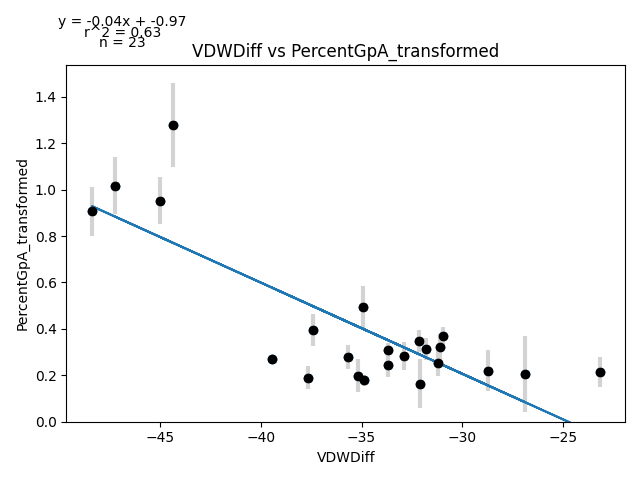 y = -0.04x + -0.97
r^2 = 0.63
n = 23
VDWDiff vs PercentGpA_transformed
PercentGpA_transformed
1.4
1.2
1.0
0.8
0.6
0.4
0.2
0.0
−45
−40
−35
−30
−25
VDWDiff